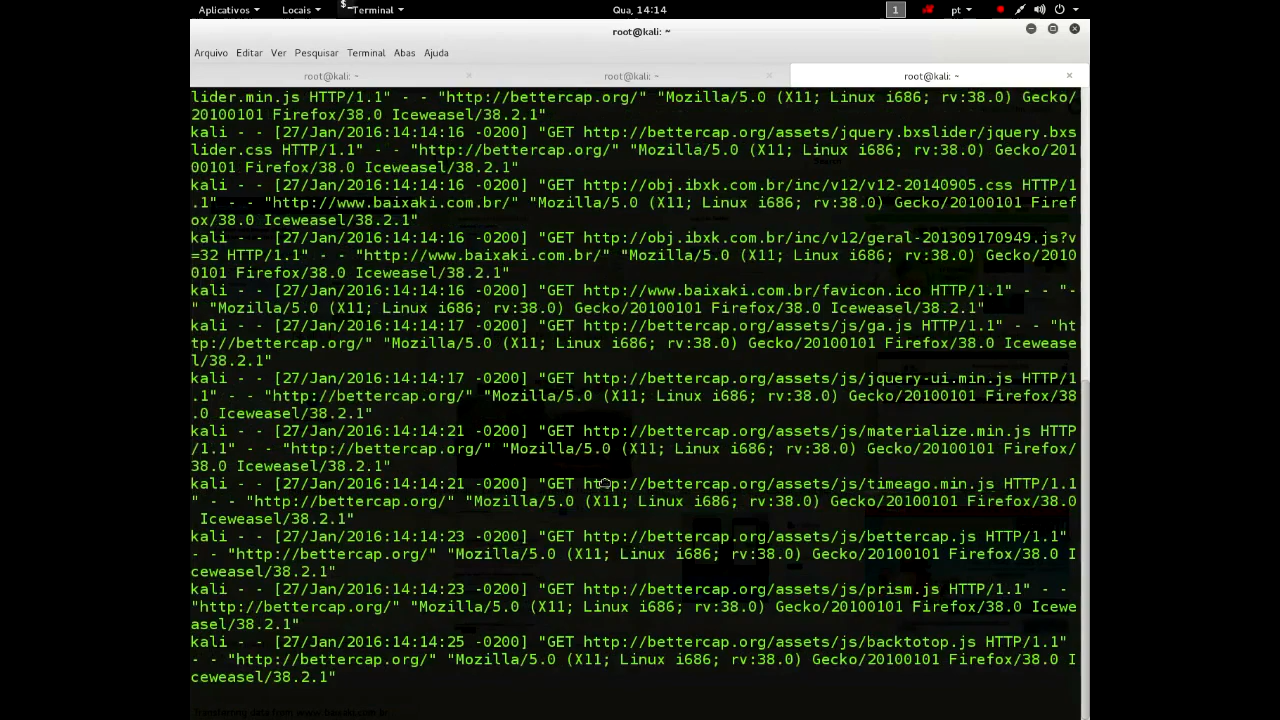 Aplicativos Locais Terminal Qua, 14:14 1 pt
root@kali: ~
Arquivo Editar Ver Pesquisar Terminal Abas Ajuda
root@kali: ~ × root@kali: ~ × root@kali: ~ ×
lider.min.js HTTP/1.1" - - "http://bettercap.org/" "Mozilla/5.0 (X11; Linux i686; rv:38.0) Gecko/
20100101 Firefox/38.0 Iceweasel/38.2.1"
kali - - [27/Jan/2016:14:14:16 -0200] "GET http://bettercap.org/assets/jquery.bxslider/jquery.bxs
lider.css HTTP/1.1" - - "http://bettercap.org/" "Mozilla/5.0 (X11; Linux i686; rv:38.0) Gecko/201
00101 Firefox/38.0 Iceweasel/38.2.1"
kali - - [27/Jan/2016:14:14:16 -0200] "GET http://obj.ibxk.com.br/inc/v12/v12-20140905.css HTTP/1
.1" - - "http://www.baixaki.com.br/" "Mozilla/5.0 (X11; Linux i686; rv:38.0) Gecko/20100101 Firef
ox/38.0 Iceweasel/38.2.1"
kali - - [27/Jan/2016:14:14:16 -0200] "GET http://obj.ibxk.com.br/inc/v12/geral-201309170949.js?v
=32 HTTP/1.1" - - "http://www.baixaki.com.br/" "Mozilla/5.0 (X11; Linux i686; rv:38.0) Gecko/2010
0101 Firefox/38.0 Iceweasel/38.2.1"
kali - - [27/Jan/2016:14:14:16 -0200] "GET http://www.baixaki.com.br/favicon.ico HTTP/1.1" - - "-
" "Mozilla/5.0 (X11; Linux i686; rv:38.0) Gecko/20100101 Firefox/38.0 Iceweasel/38.2.1"
kali - - [27/Jan/2016:14:14:17 -0200] "GET http://bettercap.org/assets/js/ga.js HTTP/1.1" - - "ht
tp://bettercap.org/" "Mozilla/5.0 (X11; Linux i686; rv:38.0) Gecko/20100101 Firefox/38.0 Icewease
l/38.2.1"
kali - - [27/Jan/2016:14:14:17 -0200] "GET http://bettercap.org/assets/js/jquery-ui.min.js HTTP/1
.1" - - "http://bettercap.org/" "Mozilla/5.0 (X11; Linux i686; rv:38.0) Gecko/20100101 Firefox/38
.0 Iceweasel/38.2.1"
kali - - [27/Jan/2016:14:14:21 -0200] "GET http://bettercap.org/assets/js/materialize.min.js HTTP
/1.1" - - "http://bettercap.org/" "Mozilla/5.0 (X11; Linux i686; rv:38.0) Gecko/20100101 Firefox/
38.0 Iceweasel/38.2.1"
kali - - [27/Jan/2016:14:14:21 -0200] "GET http://bettercap.org/assets/js/timeago.min.js HTTP/1.1
" - - "http://bettercap.org/" "Mozilla/5.0 (X11; Linux i686; rv:38.0) Gecko/20100101 Firefox/38.0
 Iceweasel/38.2.1"
kali - - [27/Jan/2016:14:14:23 -0200] "GET http://bettercap.org/assets/js/bettercap.js HTTP/1.1"
- - "http://bettercap.org/" "Mozilla/5.0 (X11; Linux i686; rv:38.0) Gecko/20100101 Firefox/38.0 I
ceweasel/38.2.1"
kali - - [27/Jan/2016:14:14:23 -0200] "GET http://bettercap.org/assets/js/prism.js HTTP/1.1" - -
"http://bettercap.org/" "Mozilla/5.0 (X11; Linux i686; rv:38.0) Gecko/20100101 Firefox/38.0 Icewe
asel/38.2.1"
kali - - [27/Jan/2016:14:14:25 -0200] "GET http://bettercap.org/assets/js/backtotop.js HTTP/1.1"
- - "http://bettercap.org/" "Mozilla/5.0 (X11; Linux i686; rv:38.0) Gecko/20100101 Firefox/38.0 I
ceweasel/38.2.1"
Transferring data from www.baixaki.com.br